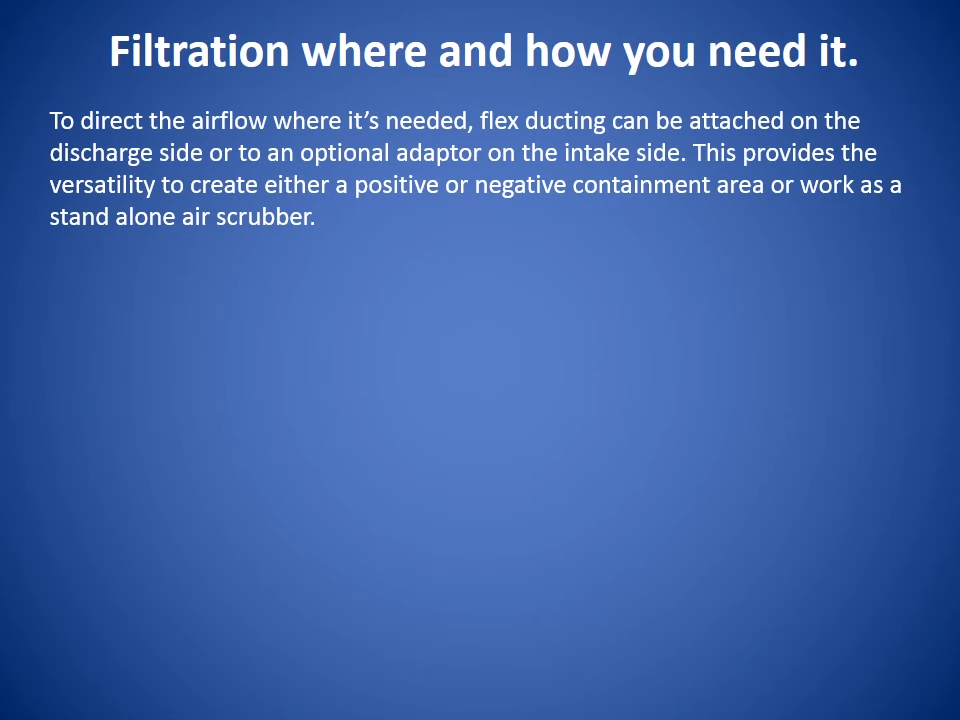 Filtration where and how you need it.
To direct the airflow where it’s needed, flex ducting can be attached on the
discharge side or to an optional adaptor on the intake side. This provides the
versatility to create either a positive or negative containment area or work as a
stand alone air scrubber.